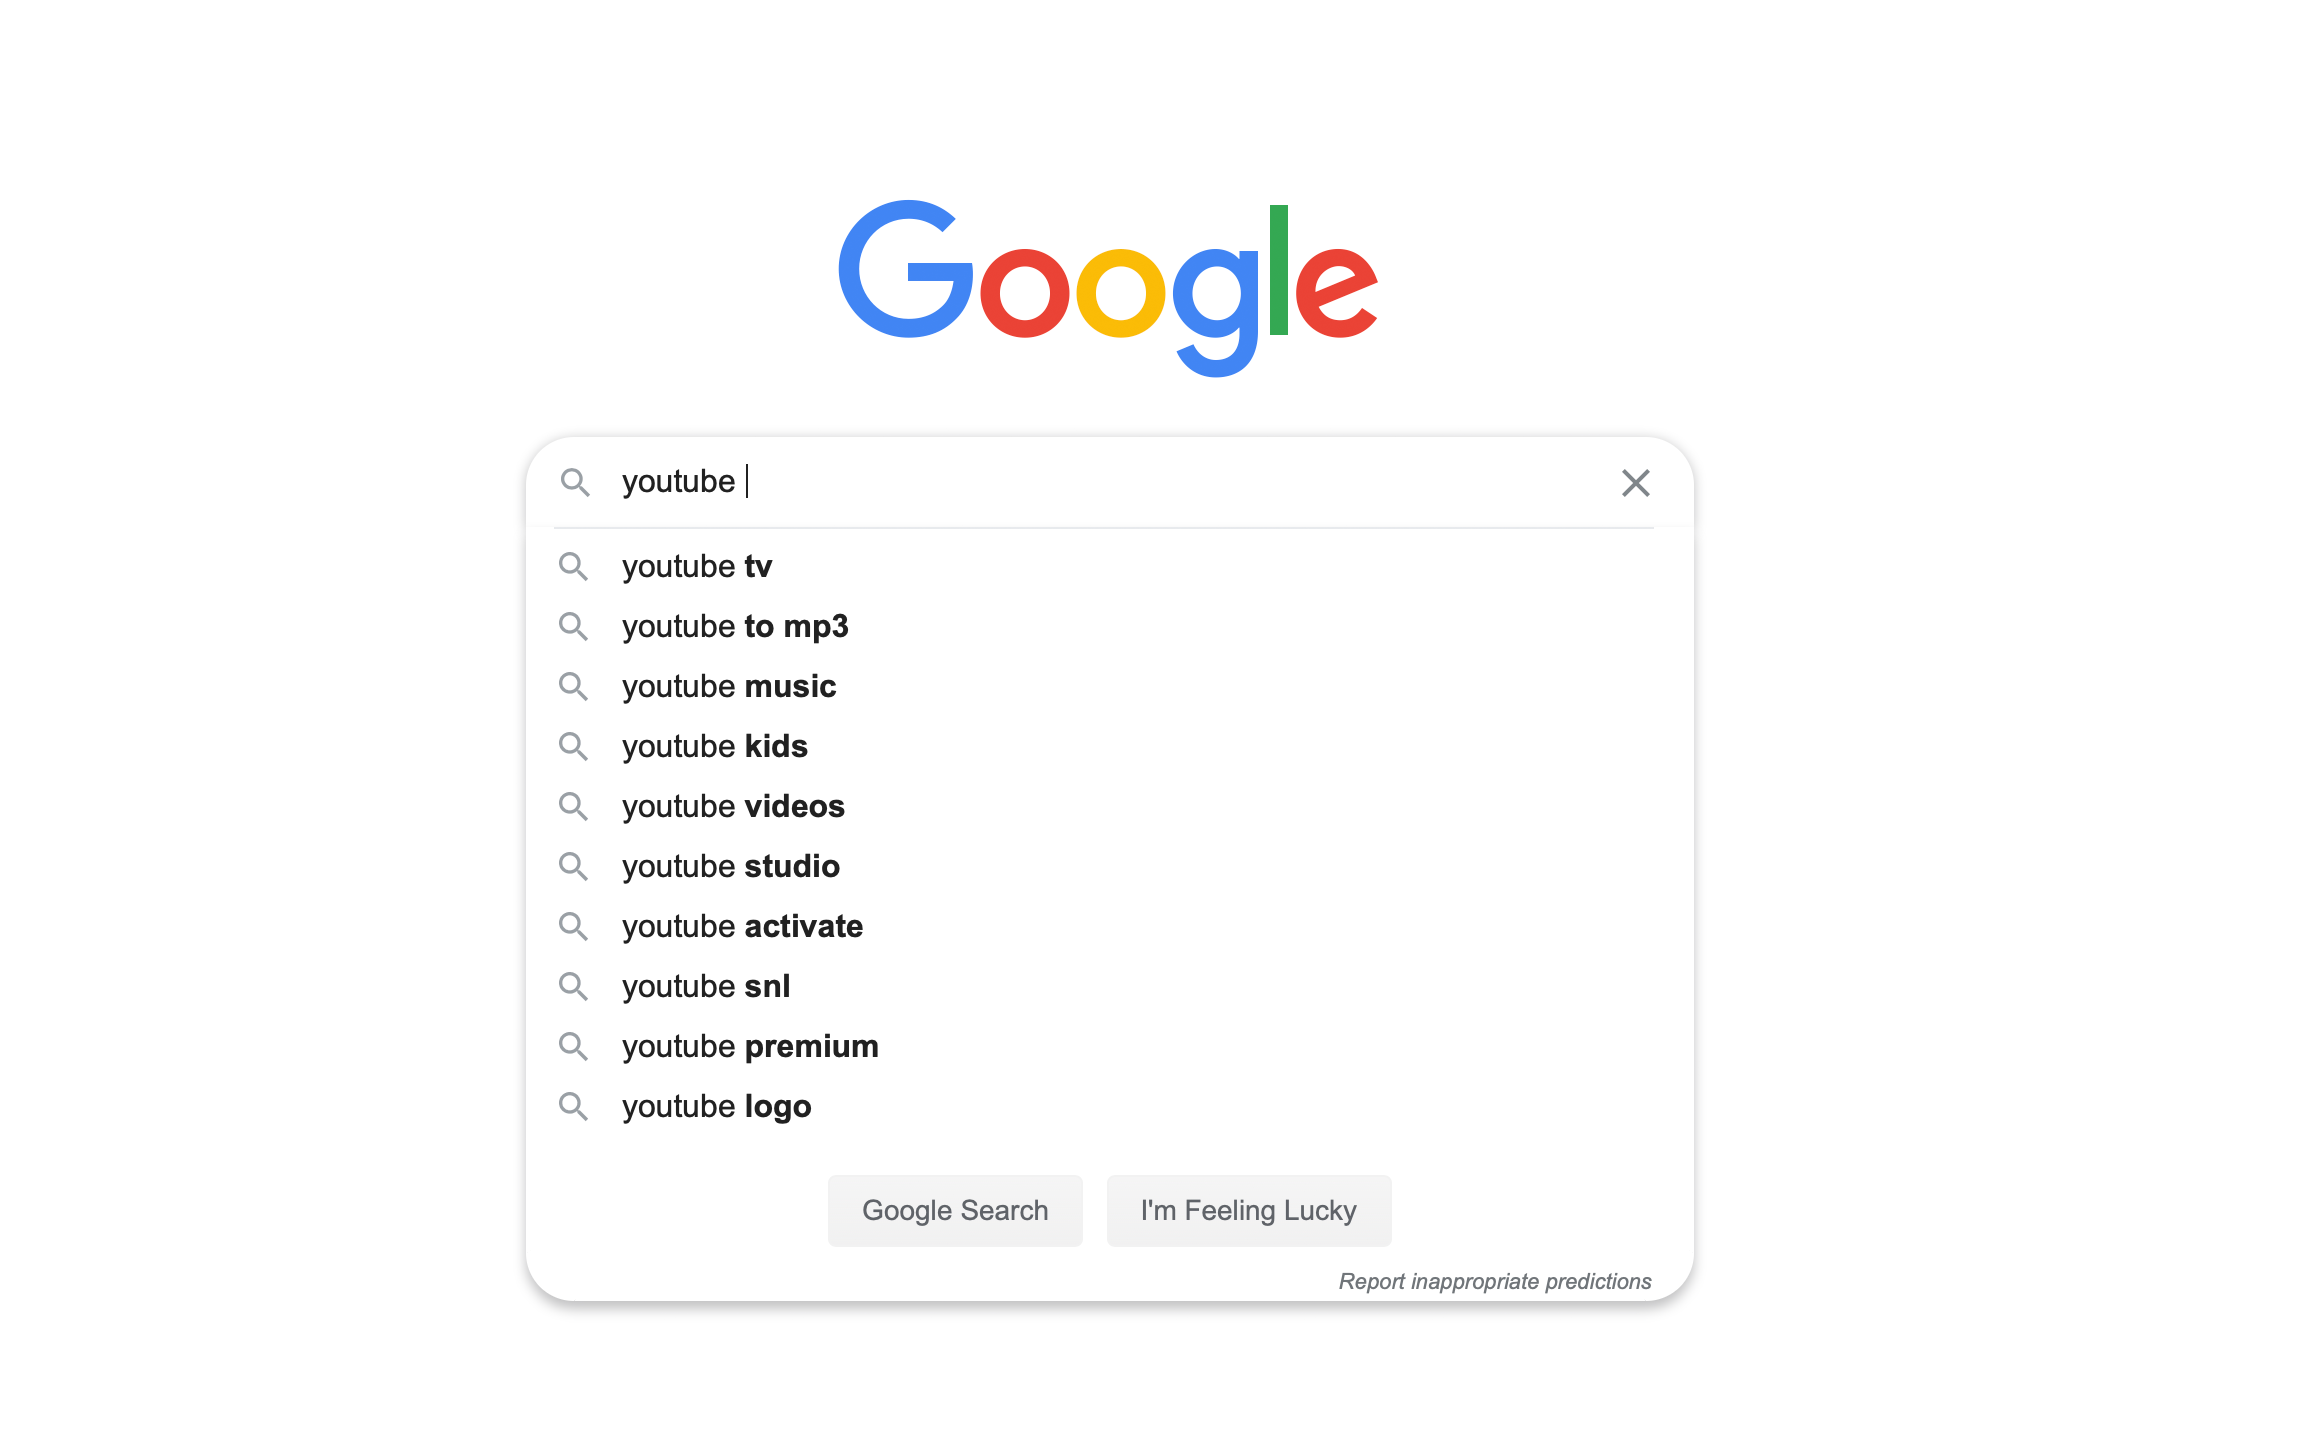 Google
youtube
youtube tv
youtube to mp3
youtube music
youtube kids
youtube videos
youtube studio
youtube activate
youtube snl
youtube premium
youtube logo
Google Search I'm Feeling Lucky
Report inappropriate predictions